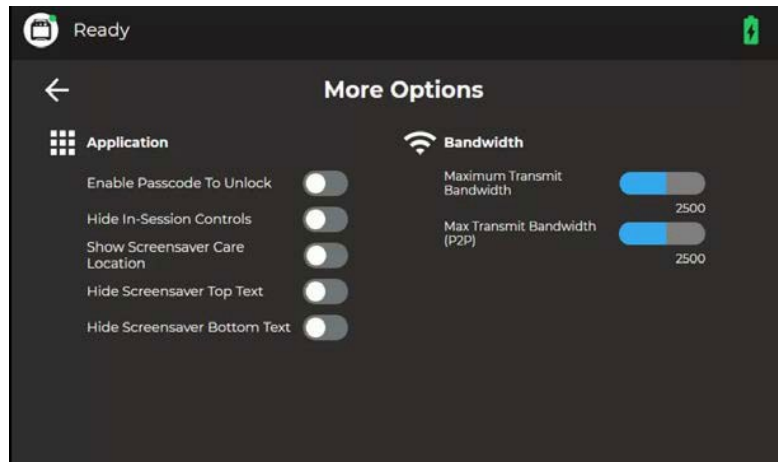 Ready
More Options
Application
Enable Passcode To Unlock
Hide In-Session Controls
Show Screensaver Care
Location
Hide Screensaver Top Text
Hide Screensaver Bottom Text
Bandwidth
Maximum Transmit
Bandwidth
2500
Max Transmit Bandwidth
(P2P)
2500